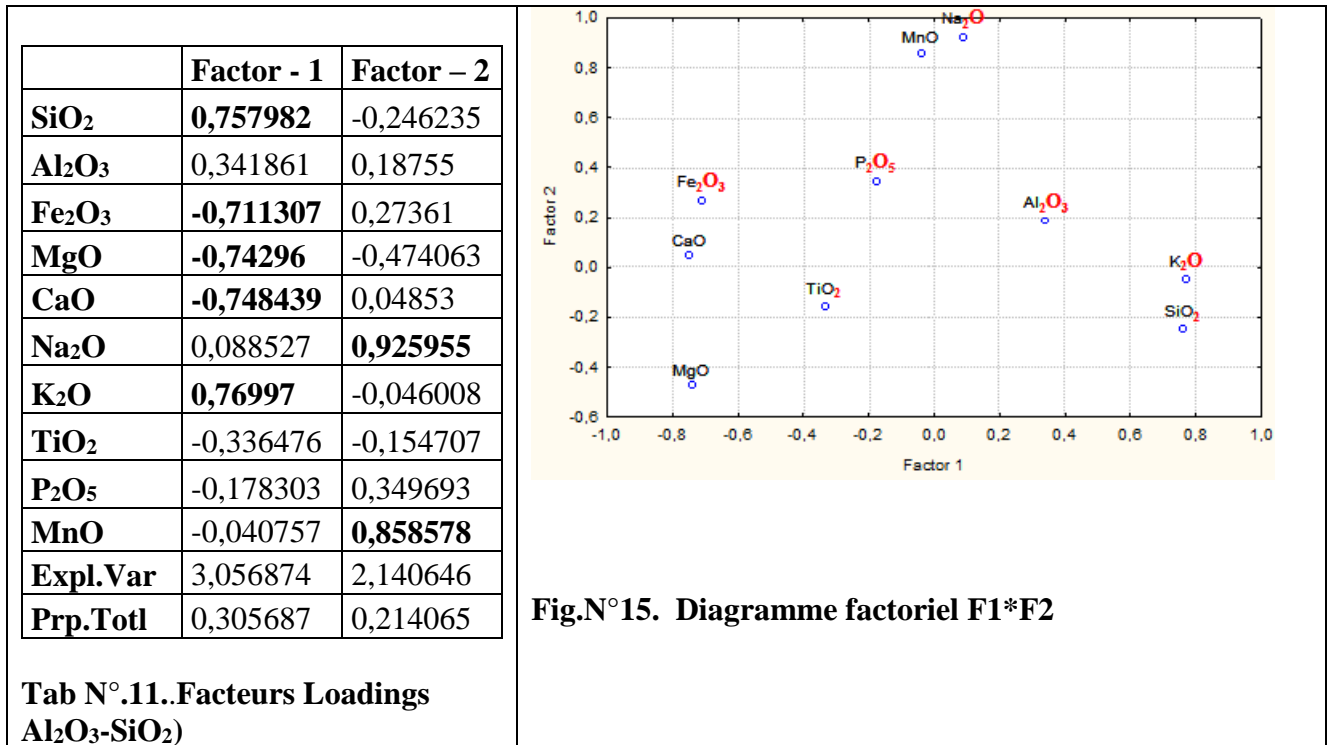 Factor - 1 Factor – 2
SiO₂ 0,757982 -0,246235
Al₂O₃ 0,341861 0,18755
Fe₂O₃ -0,711307 0,27361
MgO -0,74296 -0,474063
CaO -0,748439 0,04853
Na₂O 0,088527 0,925955
K₂O 0,76997 -0,046008
TiO₂ -0,336476 -0,154707
P₂O₅ -0,178303 0,349693
MnO -0,040757 0,858578
Expl.Var 3,056874 2,140646
Prp.Totl 0,305687 0,214065
Tab N°.11..Facteurs Loadings
Al₂O₃-SiO₂)
1,0
0,8
0,6
0,4
0,2
0,0
-0,2
-0,4
-0,6
Factor 2
Na₂O
MnO
P₂O₅
Fe₂O₃
Al₂O₃
CaO
K₂O
TiO₂
SiO₂
MgO
-1,0 -0,8 -0,6 -0,4 -0,2 0,0 0,2 0,4 0,6 0,8 1,0
Factor 1
Fig.N°15. Diagramme factoriel F1*F2